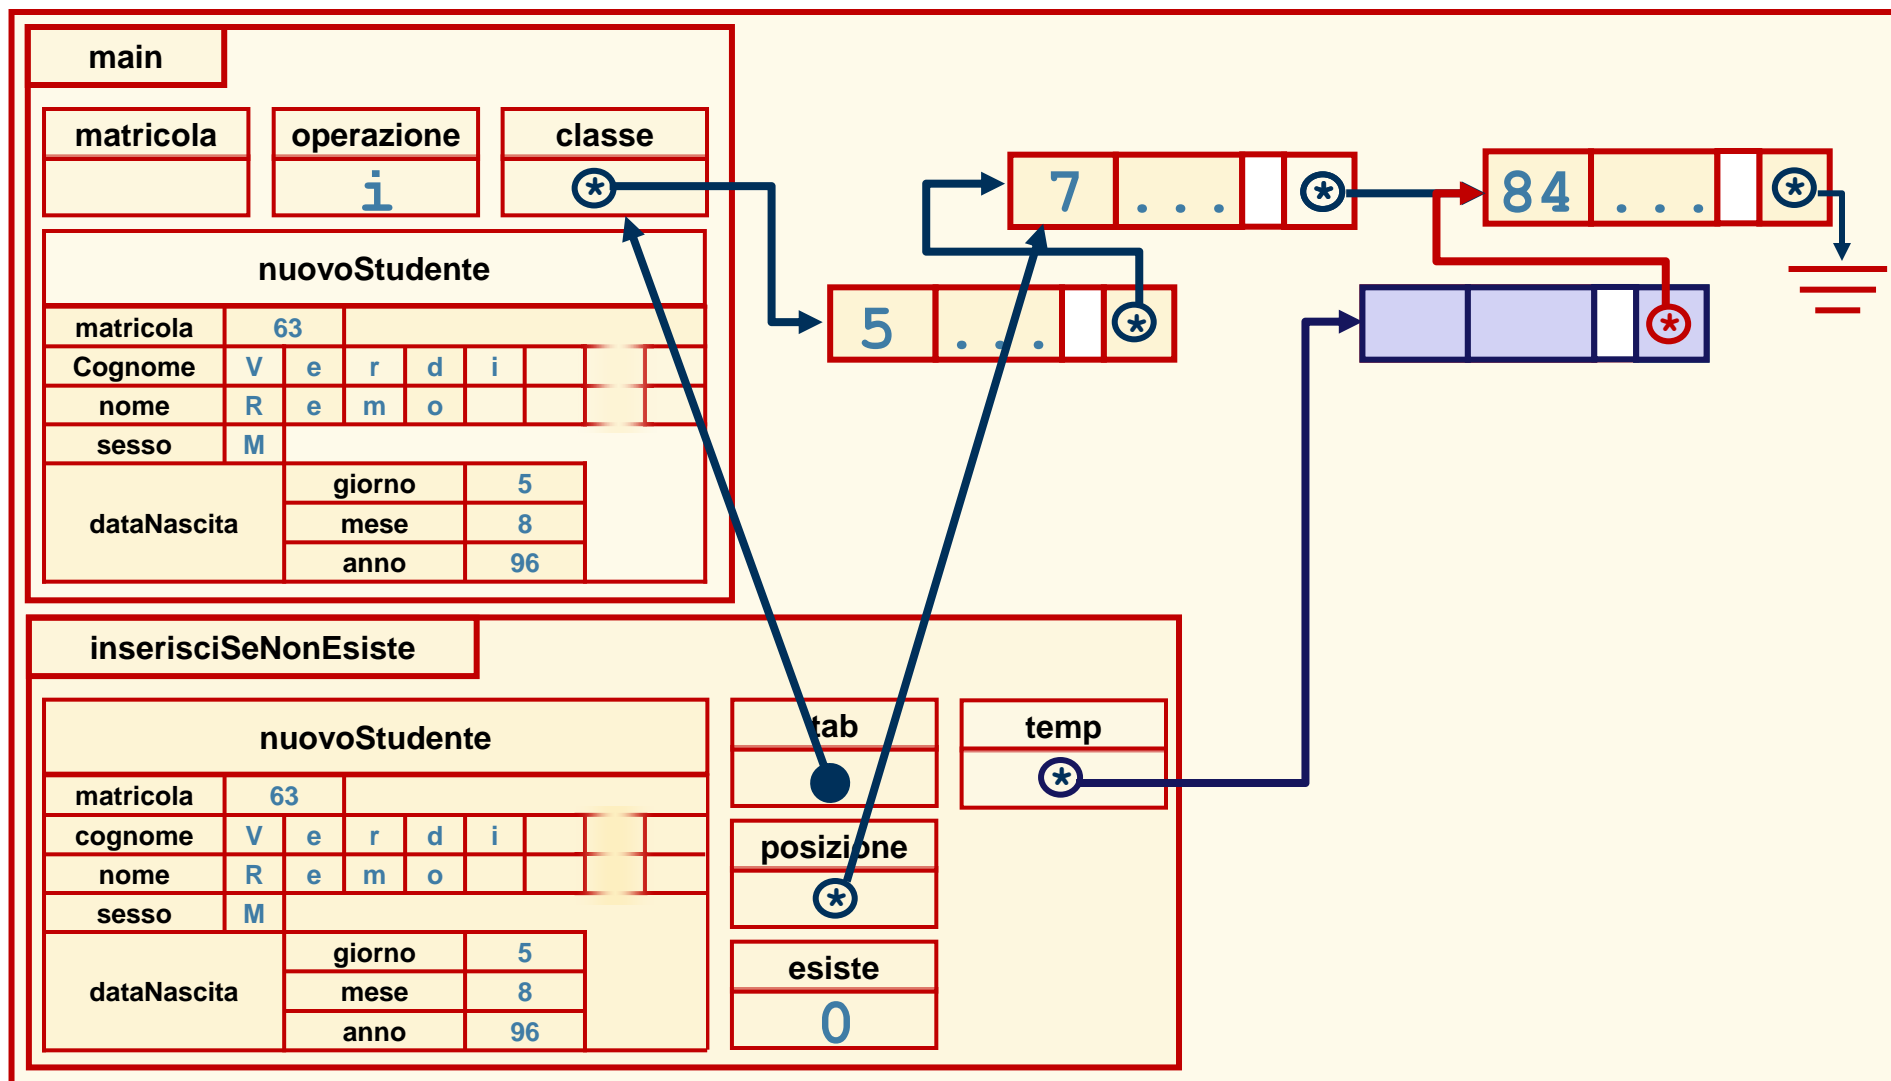 main
matricola operazione classe
i *
nuovoStudente
matricola 63
Cognome V e r d i
nome R e m o
sesso M
dataNascita
giorno 5
mese 8
anno 96
7 ... *
84 ... *
5 ... *
*
inserisciSeNonEsiste
nuovoStudente
matricola 63
cognome V e r d i
nome R e m o
sesso M
dataNascita
giorno 5
mese 8
anno 96
tab
temp
*
posizione
*
esiste
0